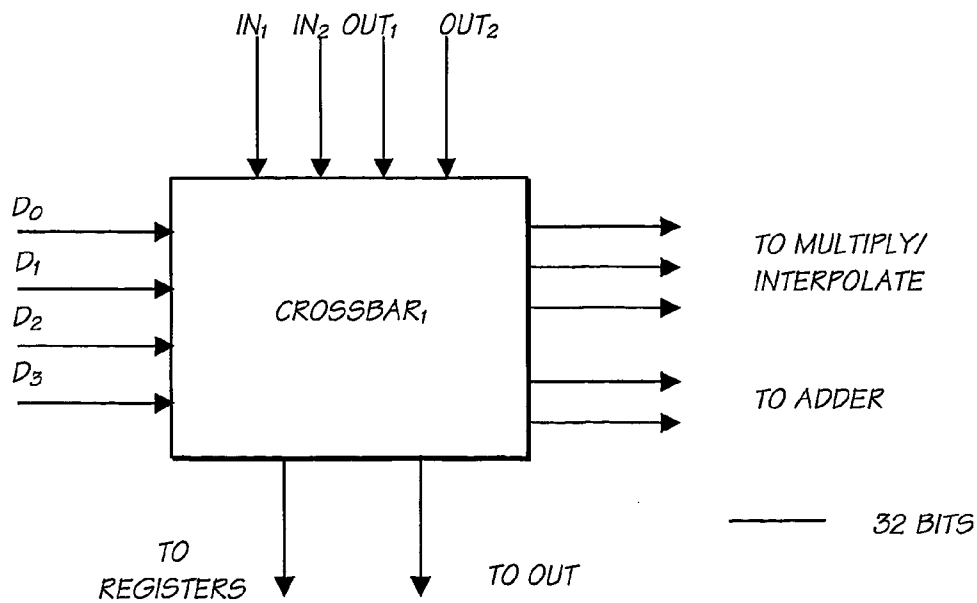 IN₁ IN₂ OUT₁ OUT₂
D₀
D₁
D₂
D₃
CROSSBAR₁
TO MULTIPLY/
INTERPOLATE
TO ADDER
32 BITS
TO
REGISTERS
TO OUT